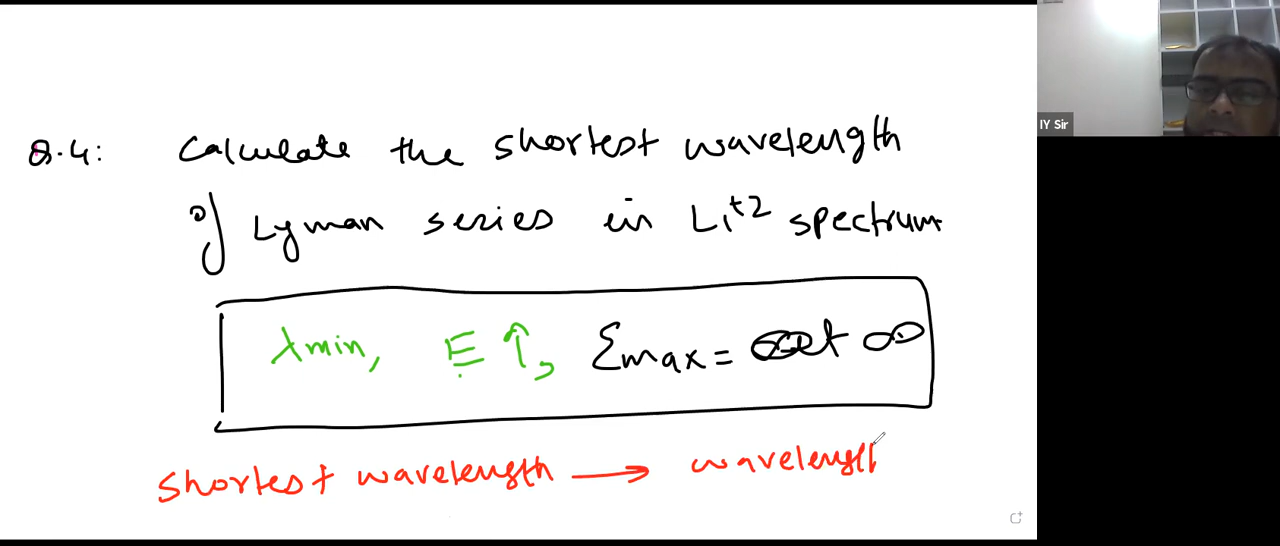 Q.4: Calculate the shortest wavelength
of Lyman series in Li+2 spectrum
λmin, E ↑, Emax = at ∞
shortest wavelength → wavelength
IY Sir